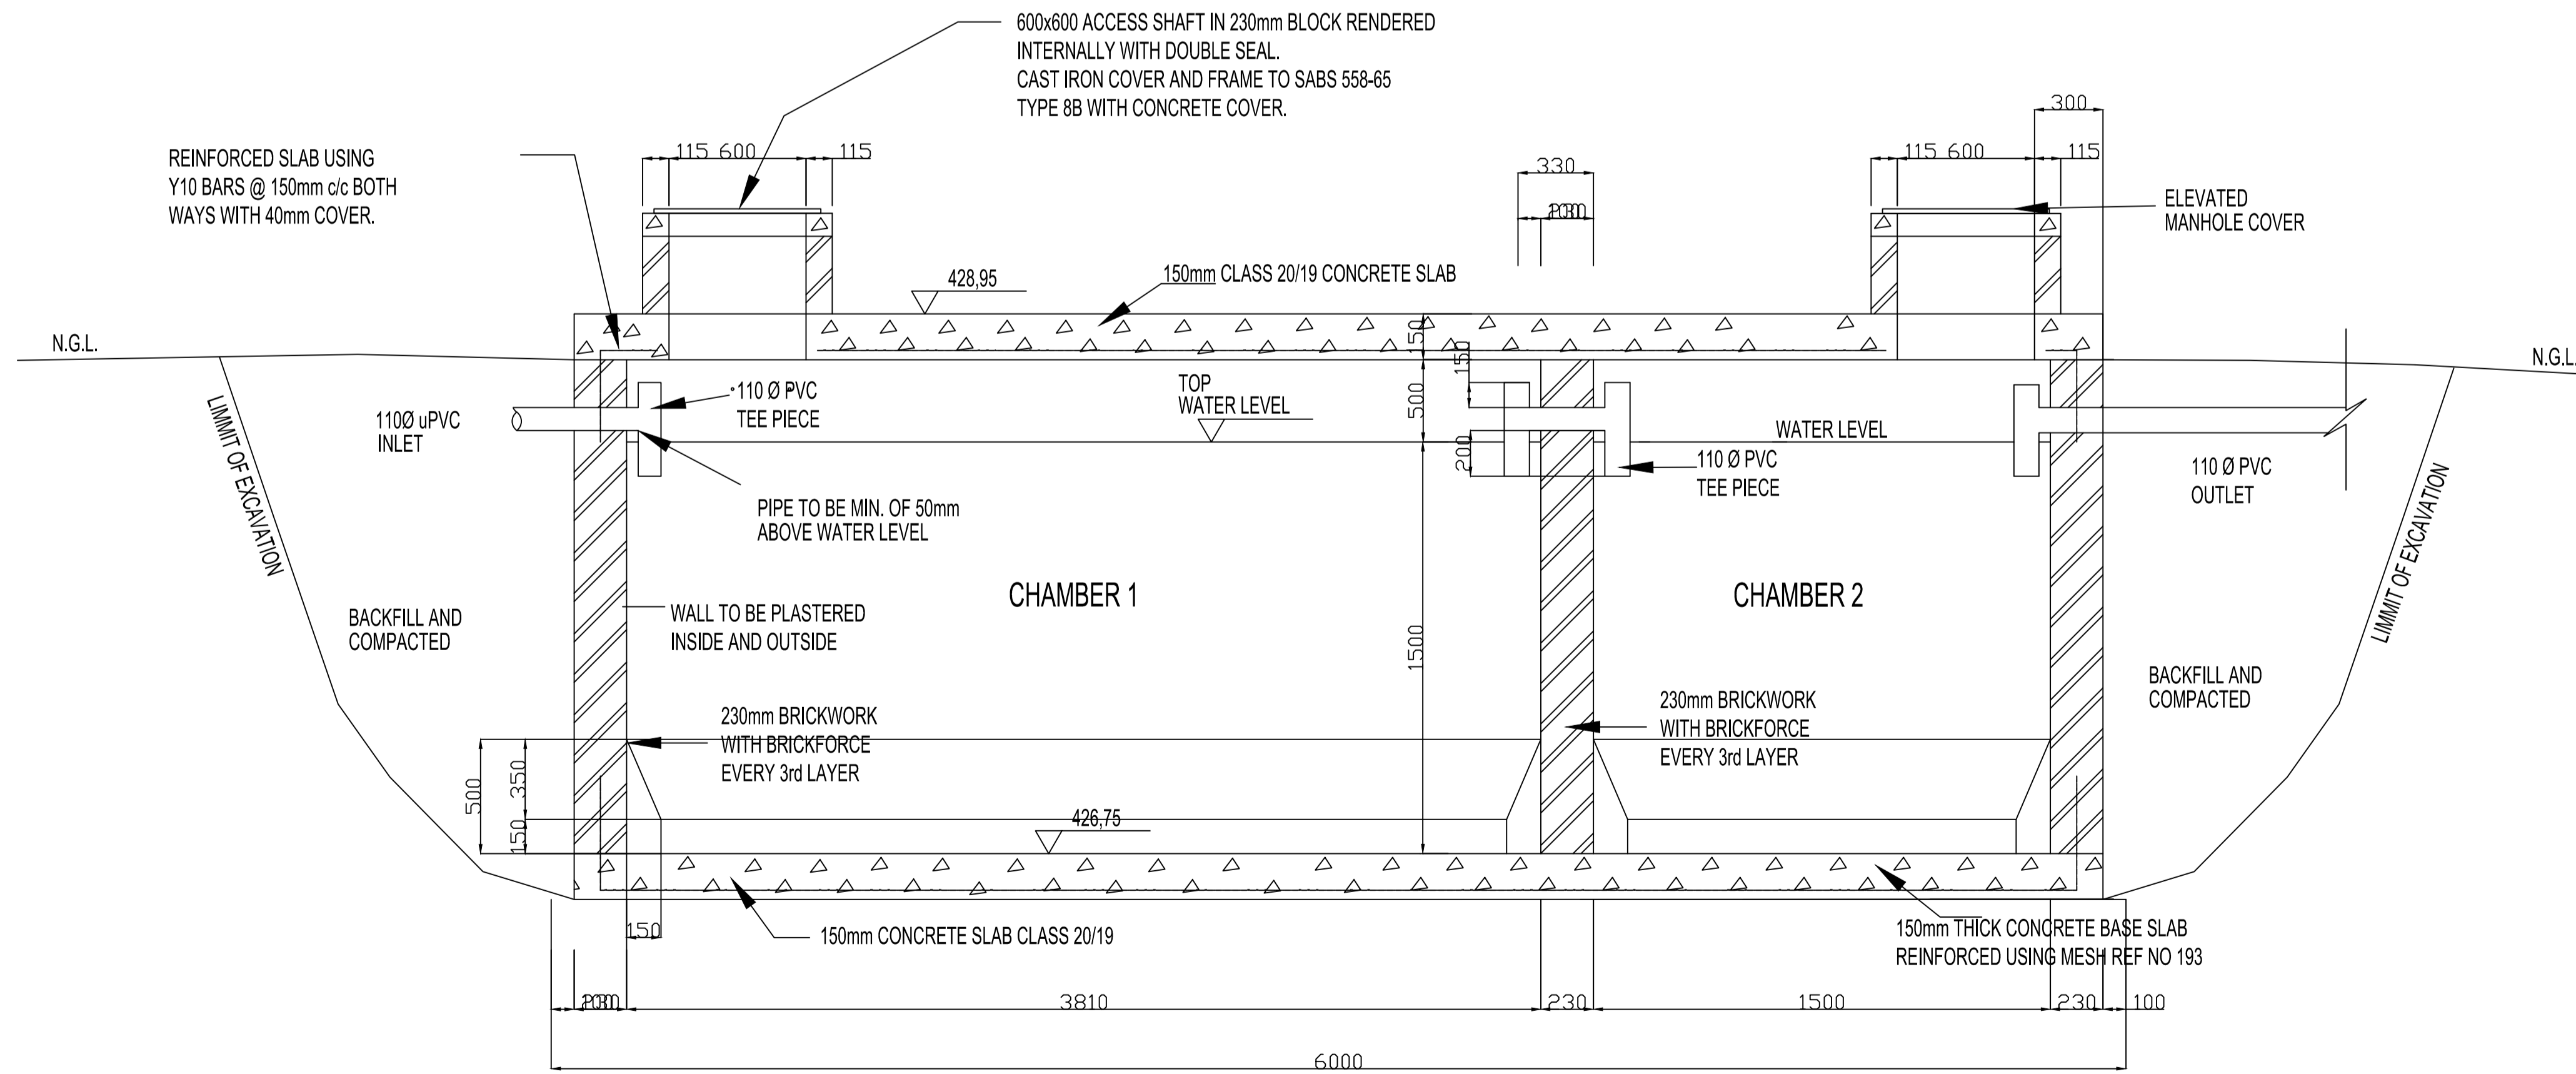 600x600 ACCESS SHAFT IN 230mm BLOCK RENDERED
INTERNALLY WITH DOUBLE SEAL.
CAST IRON COVER AND FRAME TO SABS 558-65
TYPE 8B WITH CONCRETE COVER.
300
REINFORCED SLAB USING
Y10 BARS @ 150mm c/c BOTH
WAYS WITH 40mm COVER.
115 600 115
330
115 600 115
ELEVATED
MANHOLE COVER
230
428,95
150mm CLASS 20/19 CONCRETE SLAB
N.G.L.
150
150
N.G.L.
110Ø uPVC
INLET
110 Ø PVC
TEE PIECE
TOP
WATER LEVEL
500
200
WATER LEVEL
110 Ø PVC
TEE PIECE
110 Ø PVC
OUTLET
LIMMIT OF EXCAVATION
LIMMIT OF EXCAVATION
PIPE TO BE MIN. OF 50mm
ABOVE WATER LEVEL
CHAMBER 1
CHAMBER 2
BACKFILL AND
COMPACTED
WALL TO BE PLASTERED
INSIDE AND OUTSIDE
1500
BACKFILL AND
COMPACTED
230mm BRICKWORK
WITH BRICKFORCE
EVERY 3rd LAYER
230mm BRICKWORK
WITH BRICKFORCE
EVERY 3rd LAYER
500
350
150
426,75
150
150mm CONCRETE SLAB CLASS 20/19
150mm THICK CONCRETE BASE SLAB
REINFORCED USING MESH REF NO 193
230 3810 230 1500 230 100
6000